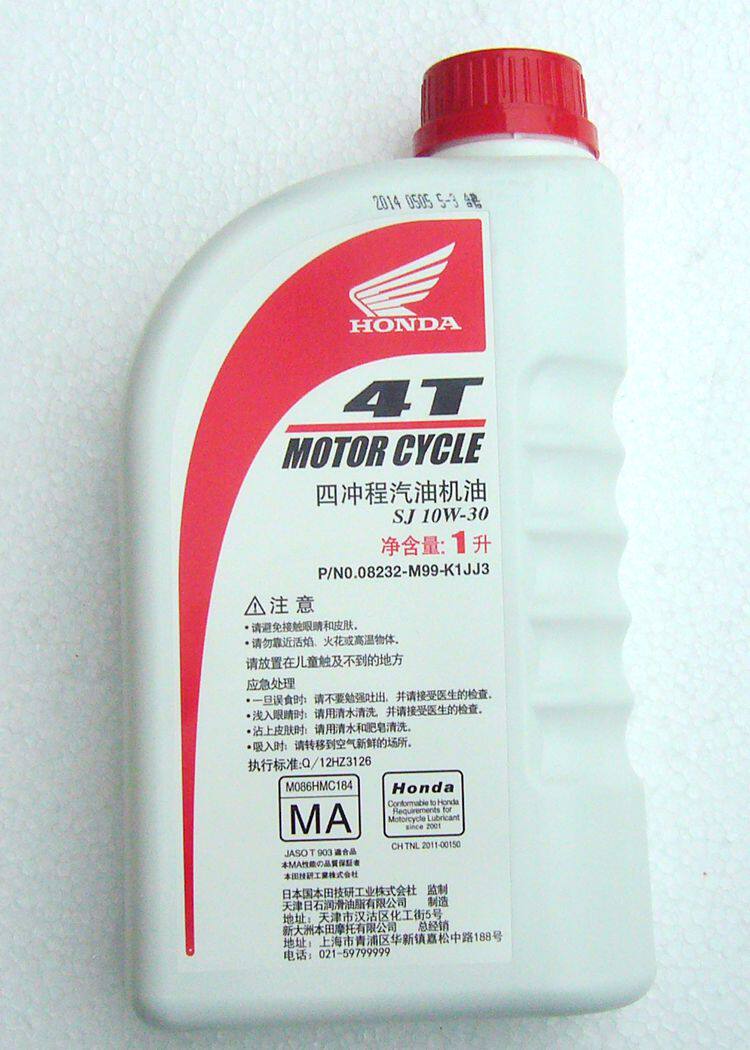 2014 0505 5-3
HONDA
4T
MOTOR CYCLE
四冲程汽油机油
SJ 10W-30
净含量:1升
P/NO.08232-M99-K1JJ3
注意
•请避免接触眼睛和皮肤。
•请勿靠近活焰、火花或高温物体。
请放置在儿童触及不到的地方
应急处理
•一旦误食时:请不要勉强吐出,并请接受医生的检查。
•浅入眼睛时:请用清水清洗,并请接受医生的检查。
•沾上皮肤时:请用清水和肥皂清洗。
•吸入时:请转移到空气新鲜的场所。
执行标准:Q/12HZ3126
M086HMC184
MA
JASO T 903 適合品
本MA性能の品質保証者
本田技研工業株式会社
Honda
Conformable to Honda
Requirements for
Motorcycle Lubricant
since 2001
CH TNL 2011-00150
日本国本田技研工业株式会社 监制
天津日石润滑油脂有限公司 制造
地址:天津市汉沽区化工街5号
新大洲本田摩托有限公司 总经销
地址:上海市青浦区华新镇嘉松中路188号
电话:021-59799999